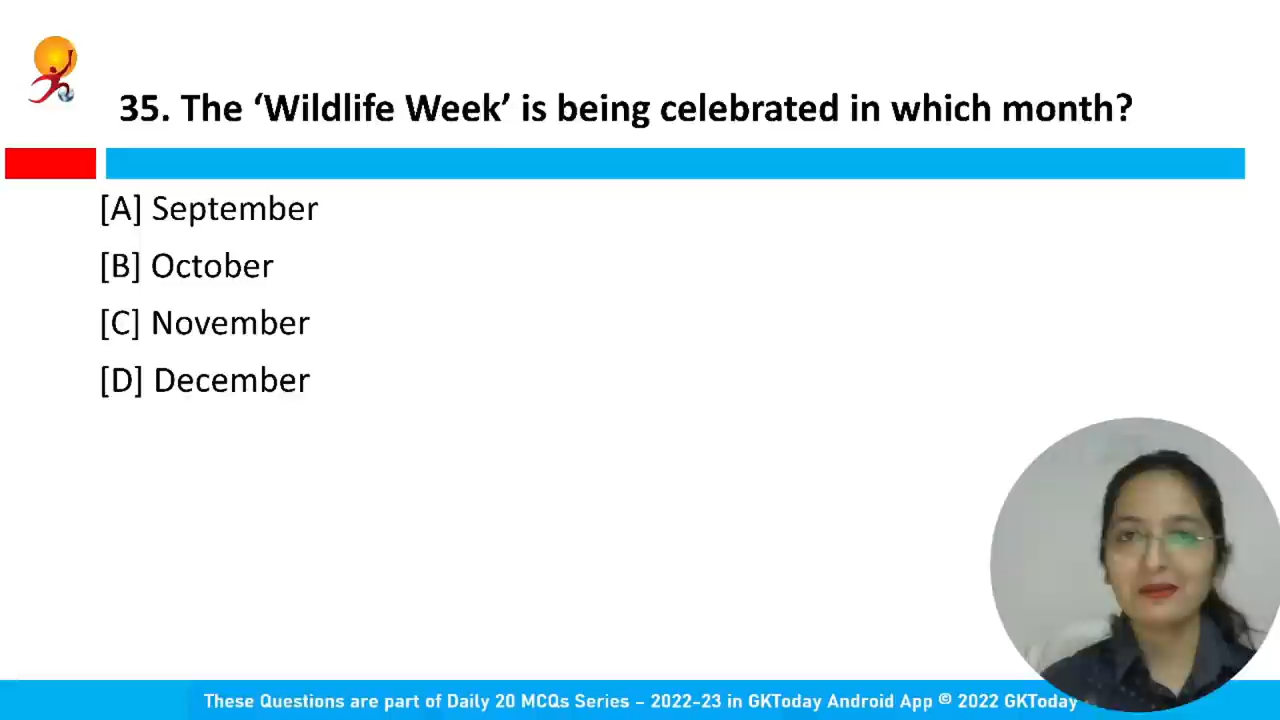 35. The ‘Wildlife Week’ is being celebrated in which month?
[A] September
[B] October
[C] November
[D] December
These Questions are part of Daily 20 MCQs Series – 2022-23 in GKToday Android App © 2022 GKToday